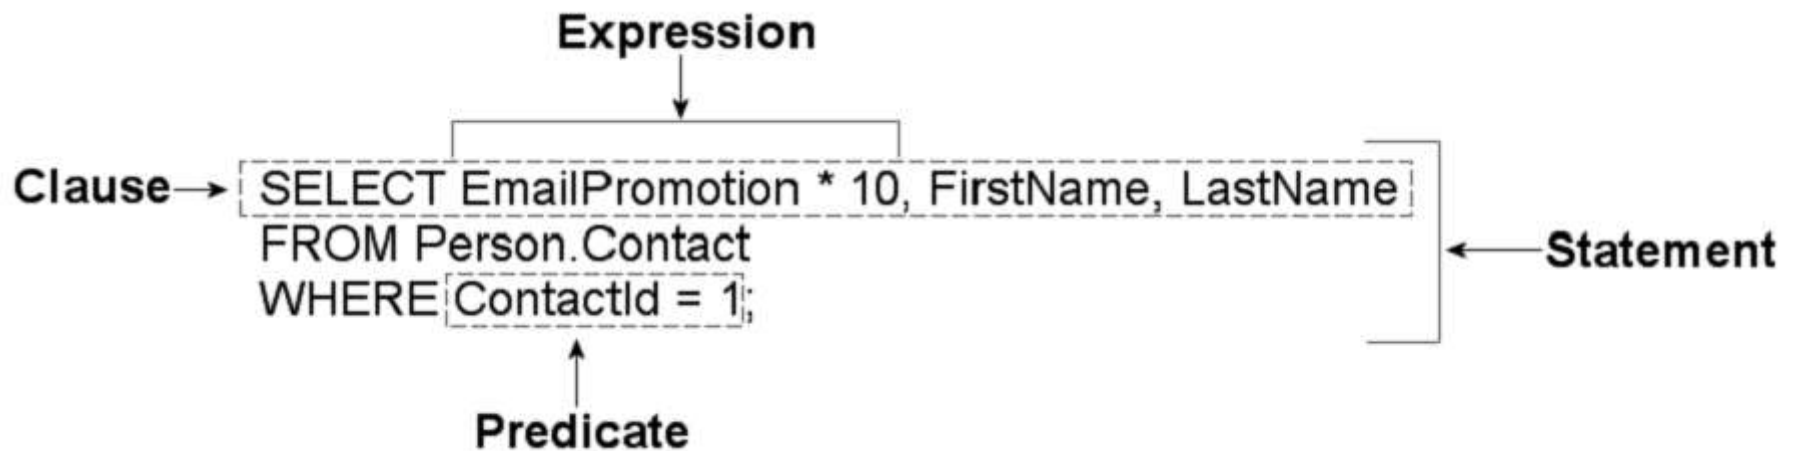 Expression
Clause
SELECT EmailPromotion * 10, FirstName, LastName
FROM Person.Contact
WHERE ContactId = 1;
Statement
Predicate